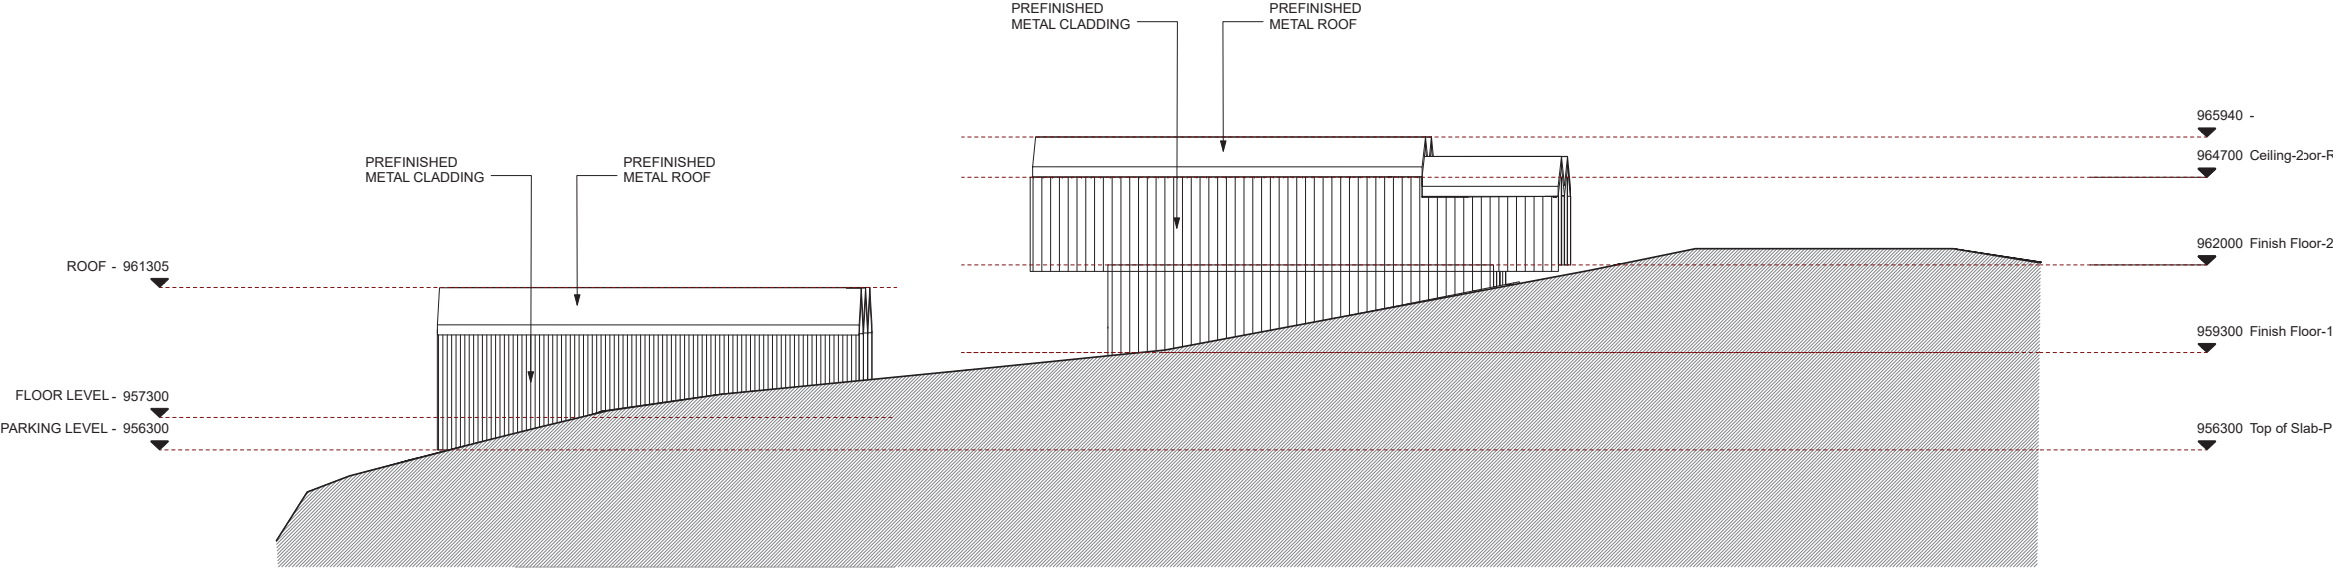 PREFINISHED
METAL CLADDING
PREFINISHED
METAL ROOF
965940 -
PREFINISHED
METAL CLADDING
PREFINISHED
METAL ROOF
964700 Ceiling-2
962000 Finish Floor-2
ROOF - 961305
959300 Finish Floor-1
FLOOR LEVEL - 957300
PARKING LEVEL - 956300
956300 Top of Slab-P